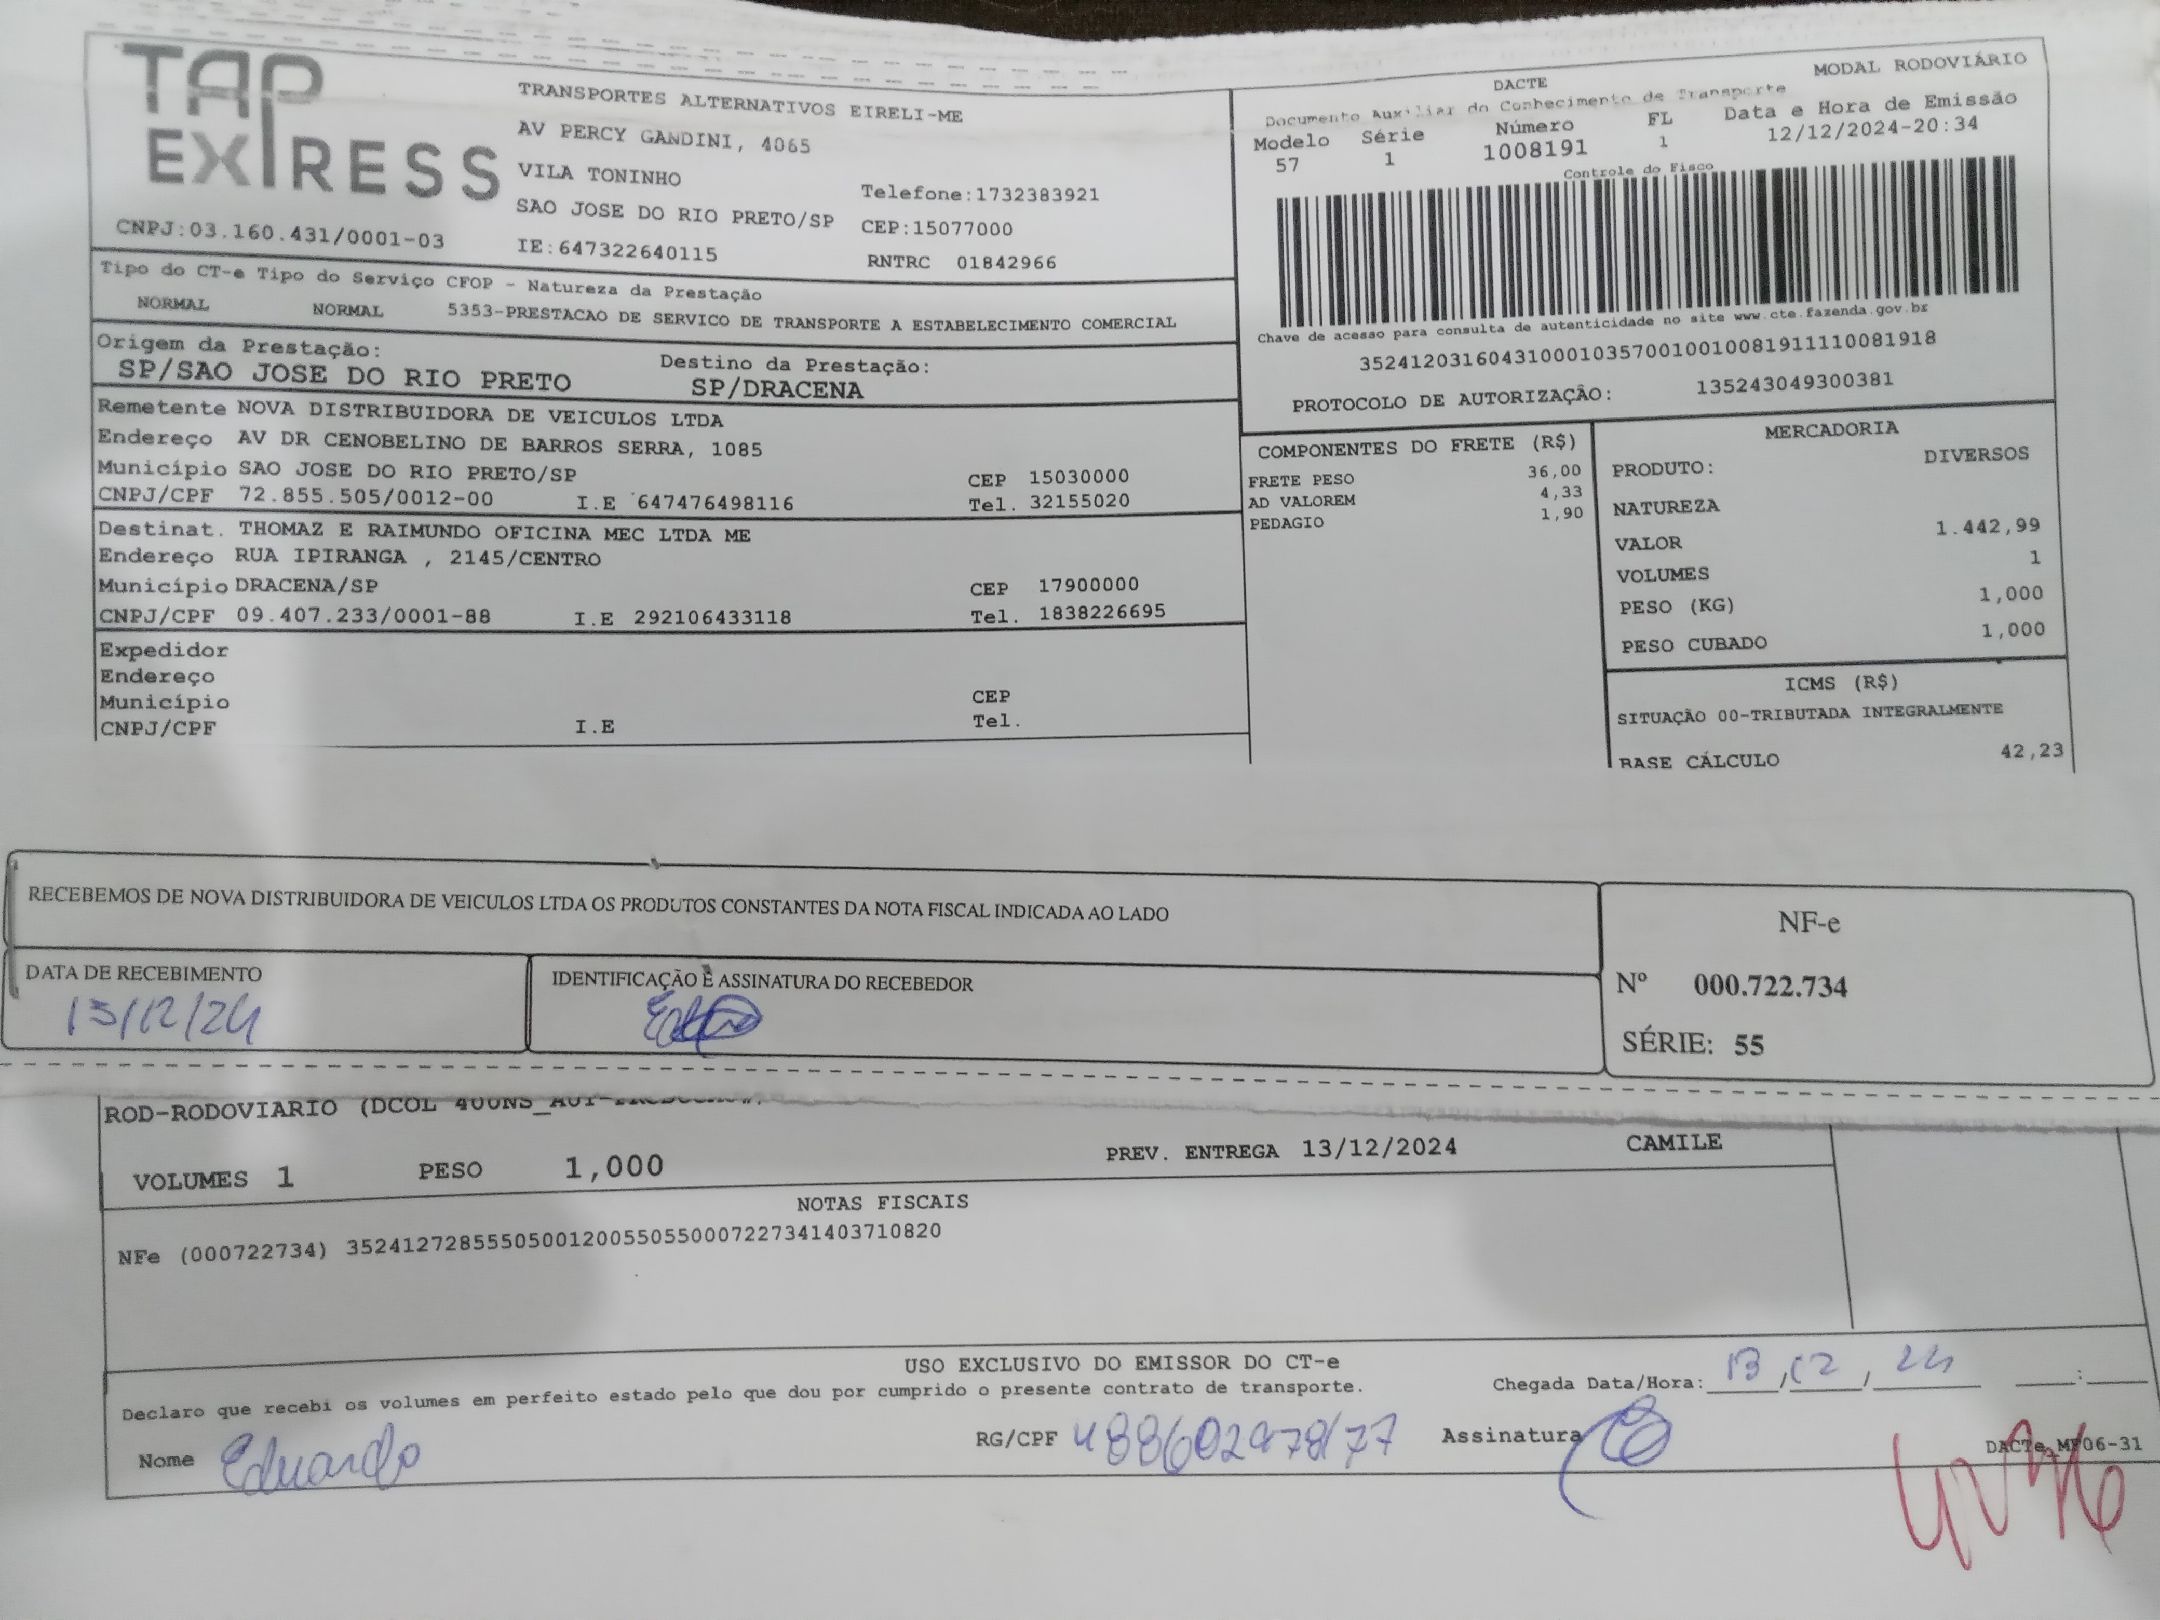 TAP EXPRESS
TRANSPORTES ALTERNATIVOS EIRELI-ME
AV PERCY GANDINI, 4065
VILA TONINHO
Telefone:1732383921
SAO JOSE DO RIO PRETO/SP CEP:15077000
CNPJ:03.160.431/0001-03 IE:647322640115 RNTRC 01842966
MODAL RODOVIÁRIO
DACTE
Documento Auxiliar do Conhecimento de Transporte
Modelo Série Número FL Data e Hora de Emissão
57 1 1008191 1 12/12/2024-20:34
Controle do Fisco
Chave de acesso para consulta de autenticidade no site www.cte.fazenda.gov.br
35241203160431000103570010010081911110081918
PROTOCOLO DE AUTORIZAÇÃO: 135243049300381
Tipo do CT-e Tipo do Serviço CFOP - Natureza da Prestação
NORMAL NORMAL 5353-PRESTACAO DE SERVICO DE TRANSPORTE A ESTABELECIMENTO COMERCIAL
Origem da Prestação: Destino da Prestação:
SP/SAO JOSE DO RIO PRETO SP/DRACENA
Remetente NOVA DISTRIBUIDORA DE VEICULOS LTDA
Endereço AV DR CENOBELINO DE BARROS SERRA, 1085
Município SAO JOSE DO RIO PRETO/SP CEP 15030000
CNPJ/CPF 72.855.505/0012-00 I.E 647476498116 Tel. 32155020
Destinat. THOMAZ E RAIMUNDO OFICINA MEC LTDA ME
Endereço RUA IPIRANGA , 2145/CENTRO
Município DRACENA/SP CEP 17900000
CNPJ/CPF 09.407.233/0001-88 I.E 292106433118 Tel. 1838226695
Expedidor
Endereço
Município CEP
CNPJ/CPF I.E Tel.
COMPONENTES DO FRETE (R$)
FRETE PESO 36,00
AD VALOREM 4,33
PEDAGIO 1,90
MERCADORIA
PRODUTO: DIVERSOS
NATUREZA
VALOR 1.442,99
VOLUMES 1
PESO (KG) 1,000
PESO CUBADO 1,000
ICMS (R$)
SITUAÇÃO 00-TRIBUTADA INTEGRALMENTE
BASE CÁLCULO 42,23
RECEBEMOS DE NOVA DISTRIBUIDORA DE VEICULOS LTDA OS PRODUTOS CONSTANTES DA NOTA FISCAL INDICADA AO LADO
DATA DE RECEBIMENTO IDENTIFICAÇÃO E ASSINATURA DO RECEBEDOR
13/12/24
NF-e
Nº 000.722.734
SÉRIE: 55
ROD-RODOVIARIO (DCOL 400NS
VOLUMES 1 PESO 1,000 PREV. ENTREGA 13/12/2024 CAMILE
NOTAS FISCAIS
NFe (000722734) 35241272855505001200550550007227341403710820
USO EXCLUSIVO DO EMISSOR DO CT-e
Declaro que recebi os volumes em perfeito estado pelo que dou por cumprido o presente contrato de transporte.
Chegada Data/Hora: 13/12/24 :
Nome Eduardo RG/CPF Assinatura
DACTe MF06-31